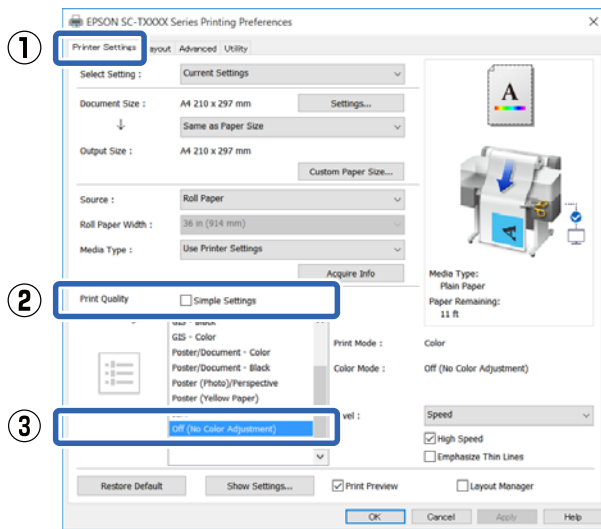 EPSON SC-TXXXX Series Printing Preferences
1
Printer Settings ayout Advanced Utility
Select Setting : Current Settings
Document Size : A4 210 x 297 mm Settings...
Same as Paper Size
Output Size : A4 210 x 297 mm
Custom Paper Size...
Source : Roll Paper
Roll Paper Width : 36 in (914 mm)
Media Type : Use Printer Settings
Acquire Info
A
Media Type:
Plain Paper
Paper Remaining:
11 ft
2
Print Quality Simple Settings
GIS - Black
GIS - Color
Poster/Document - Color
Poster/Document - Black
Poster (Photo)/Perspective
Poster (Yellow Paper)
3
Off (No Color Adjustment)
Print Mode : Color
Color Mode : Off (No Color Adjustment)
vel : Speed
High Speed
Emphasize Thin Lines
Restore Default Show Settings... Print Preview Layout Manager
OK Cancel Apply Help